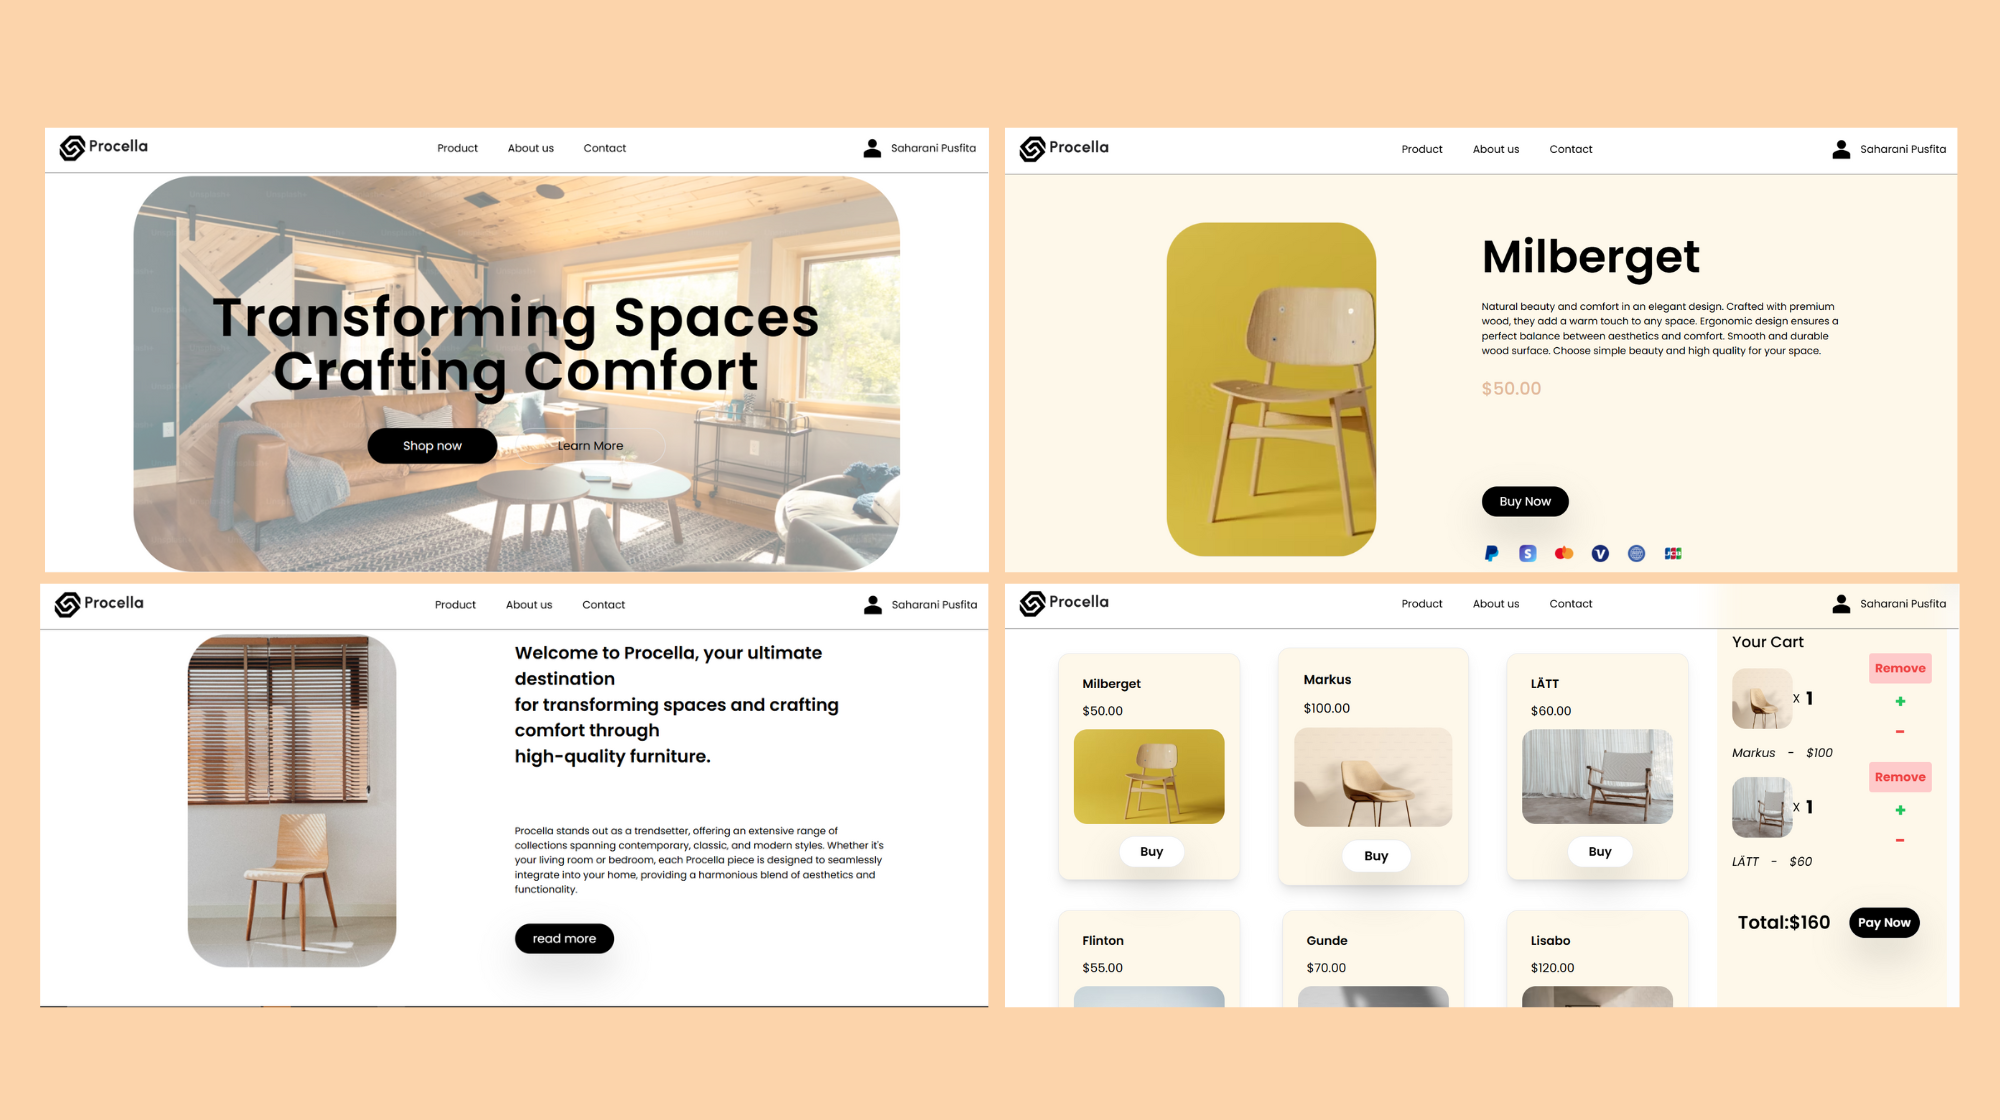 Procella
Product
About us
Contact
Saharani Pusfita
Transforming Spaces
Crafting Comfort
Shop now
Learn More
Procella
Product
About us
Contact
Saharani Pusfita
Milberget
Natural beauty and comfort in an elegant design. Crafted with premium
wood, they add a warm touch to any space. Ergonomic design ensures a
perfect balance between aesthetics and comfort. Smooth and durable
wood surface. Choose simple beauty and high quality for your space.
$50.00
Buy Now
P
S
V
JCB
Procella
Product
About us
Contact
Saharani Pusfita
Welcome to Procella, your ultimate
destination
for transforming spaces and crafting
comfort through
high-quality furniture.
Procella stands out as a trendsetter, offering an extensive range of
collections spanning contemporary, classic, and modern styles. Whether it's
your living room or bedroom, each Procella piece is designed to seamlessly
integrate into your home, providing a harmonious blend of aesthetics and
functionality.
read more
Procella
Product
About us
Contact
Saharani Pusfita
Milberget
$50.00
Buy
Markus
$100.00
Buy
LÄTT
$60.00
Buy
Flinton
$55.00
Gunde
$70.00
Lisabo
$120.00
Your Cart
Remove
x 1
+
-
Markus - $100
Remove
x 1
+
-
LÄTT - $60
Total:$160
Pay Now